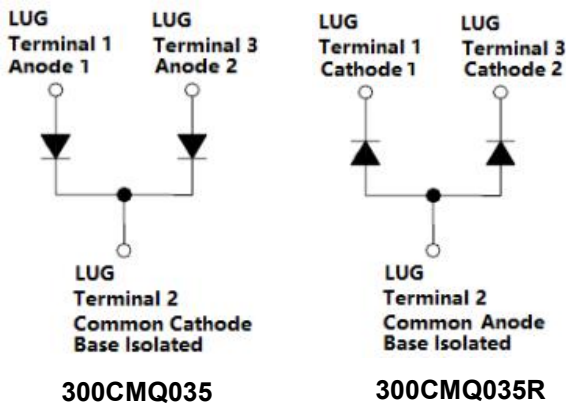 LUG
Terminal 1
Anode 1
LUG
Terminal 3
Anode 2
LUG
Terminal 2
Common Cathode
Base Isolated
300CMQ035
LUG
Terminal 1
Cathode 1
LUG
Terminal 3
Cathode 2
LUG
Terminal 2
Common Anode
Base Isolated
300CMQ035R